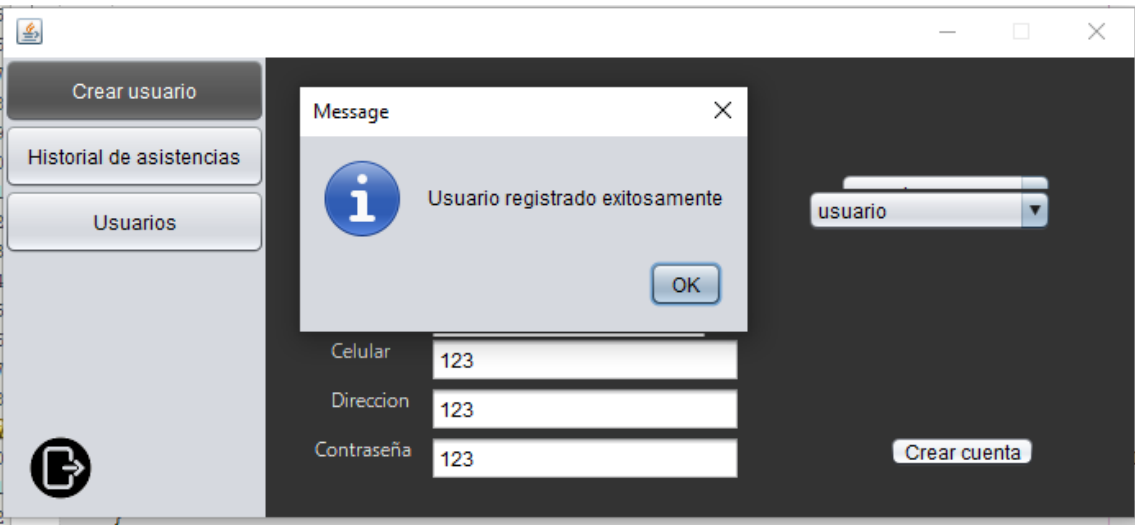 Crear usuario
Historial de asistencias
Usuarios
Message
Usuario registrado exitosamente
OK
usuario
Celular
123
Direccion
123
Contraseña
123
Crear cuenta